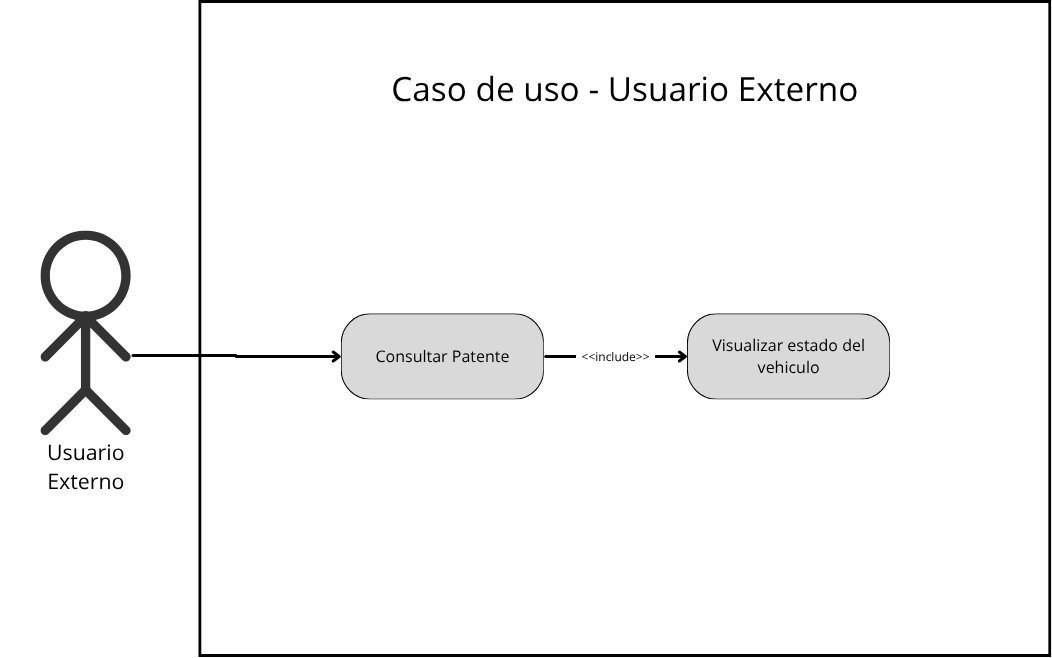 Caso de uso - Usuario Externo
Consultar Patente
<<include>>
Visualizar estado del
vehiculo
Usuario
Externo